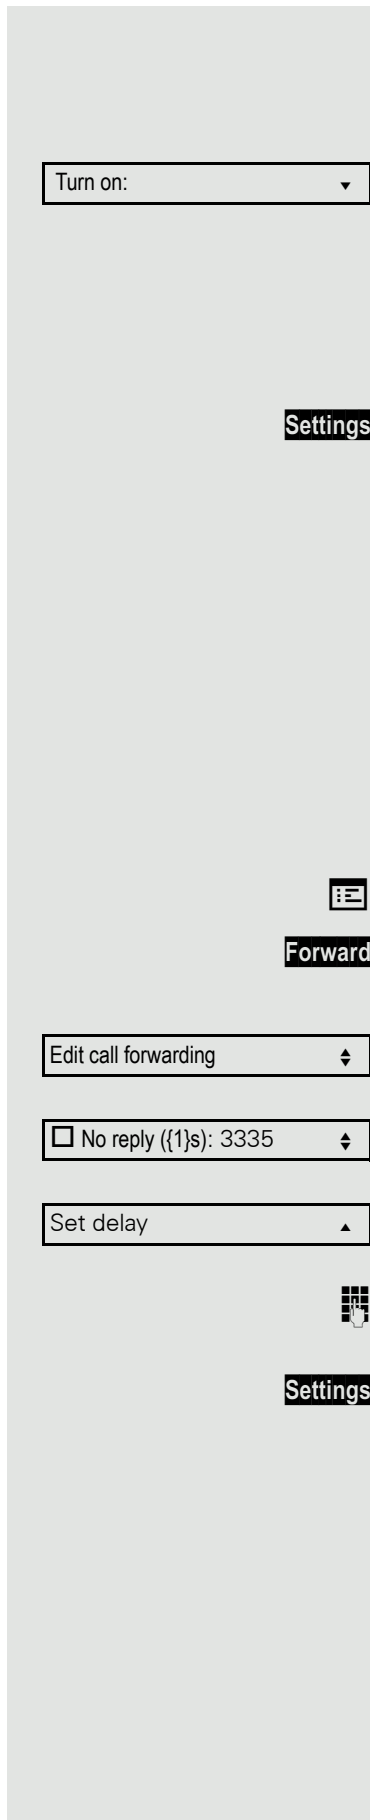 Turn on:
Settings
Forward
Edit call forwarding
No reply ({1}s): 3335
Set delay
Settings